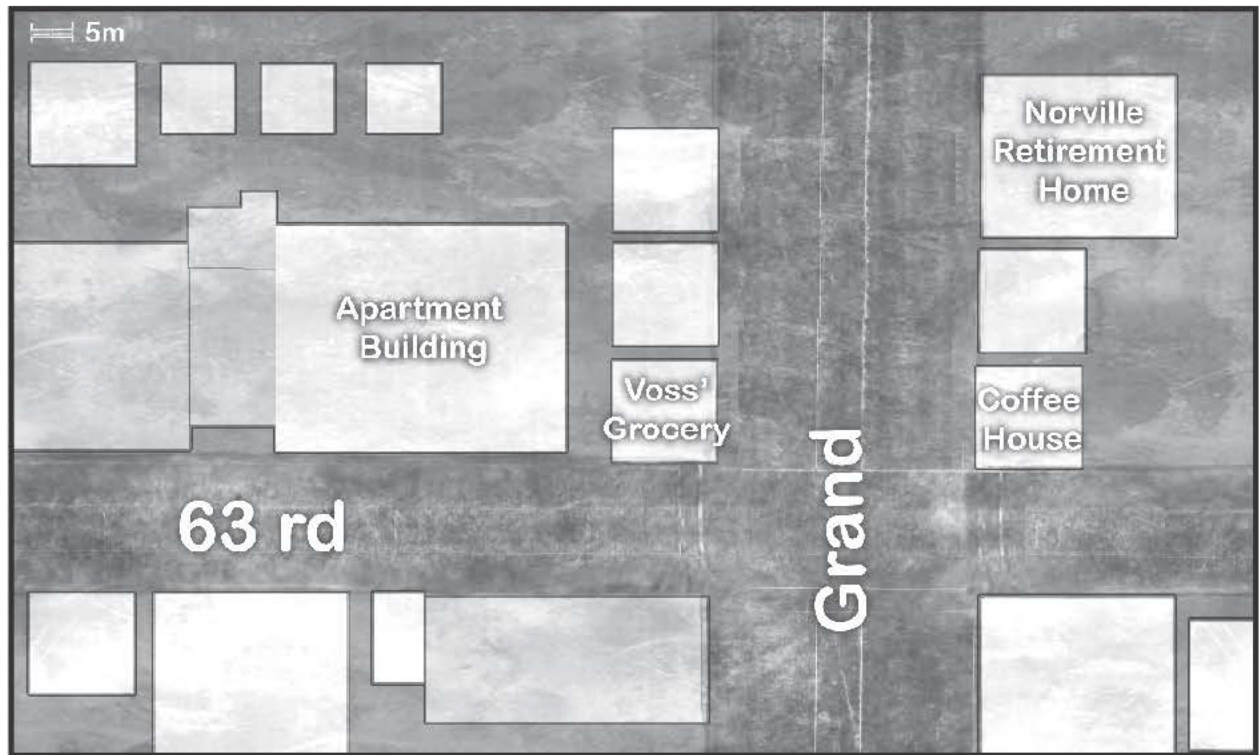 5m
Norville
Retirement
Home
Apartment
Building
Voss'
Grocery
Coffee
House
63 rd
Grand